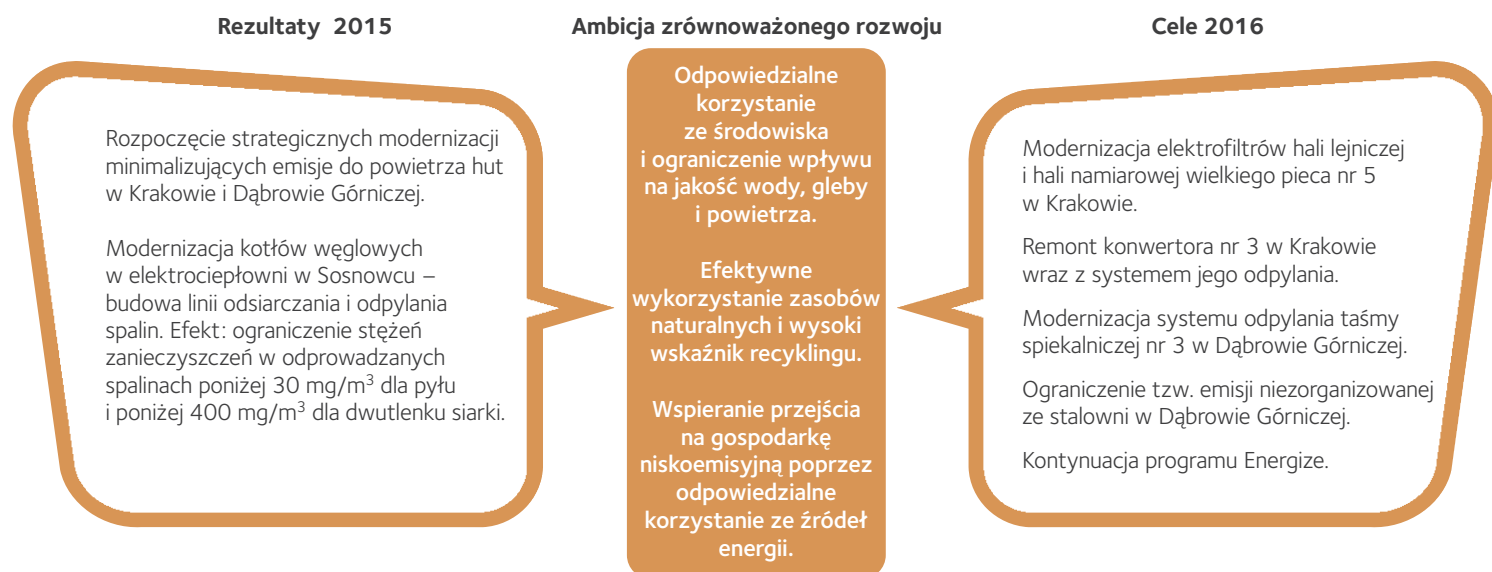 Rezultaty 2015
Rozpoczęcie strategicznych modernizacji
minimalizujących emisje do powietrza hut
w Krakowie i Dąbrowie Górniczej.
Modernizacja kotłów węglowych
w elektrociepłowni w Sosnowcu –
budowa linii odsiarczania i odpylania
spalin. Efekt: ograniczenie stężeń
zanieczyszczeń w odprowadzanych
spalinach poniżej 30 mg/m³ dla pyłu
i poniżej 400 mg/m³ dla dwutlenku siarki.
Ambicja zrównoważonego rozwoju
Odpowiedzialne
korzystanie
ze środowiska
i ograniczenie wpływu
na jakość wody, gleby
i powietrza.
Efektywne
wykorzystanie zasobów
naturalnych i wysoki
wskaźnik recyklingu.
Wspieranie przejścia
na gospodarkę
niskoemisyjną poprzez
odpowiedzialne
korzystanie ze źródeł
energii.
Cele 2016
Modernizacja elektrofiltrów hali lejniczej
i hali namiarowej wielkiego pieca nr 5
w Krakowie.
Remont konwertora nr 3 w Krakowie
wraz z systemem jego odpylania.
Modernizacja systemu odpylania taśmy
spiekalniczej nr 3 w Dąbrowie Górniczej.
Ograniczenie tzw. emisji niezorganizowanej
ze stalowni w Dąbrowie Górniczej.
Kontynuacja programu Energize.